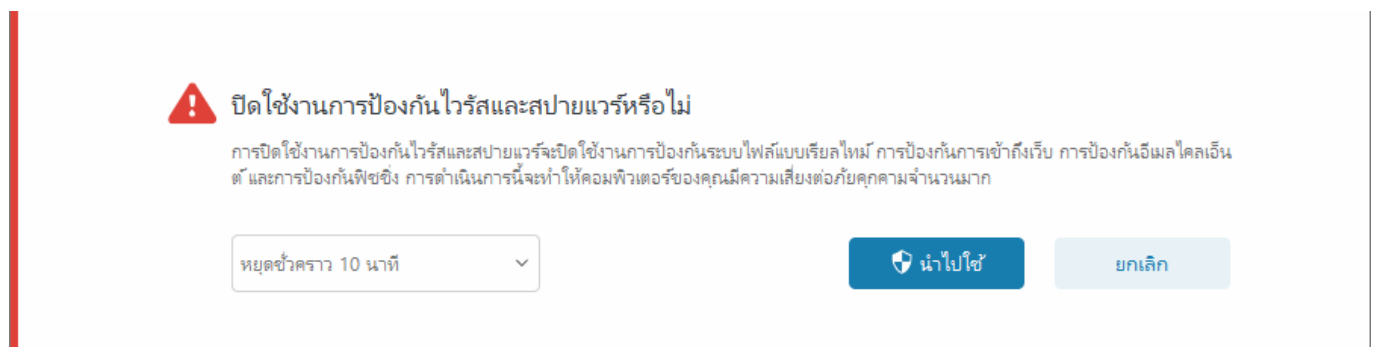 ปิดใช้งานการป้องกันไวรัสและสปายแวร์หรือไม่
การปิดใช้งานการป้องกันไวรัสและสปายแวร์จะปิดใช้งานการป้องกันระบบไฟล์แบบเรียลไทม์ การป้องกันการเข้าถึงเว็บ การป้องกันอีเมลไคลเอ็น
ต์ และการป้องกันฟิชชิ่ง การดำเนินการนี้จะทำให้คอมพิวเตอร์ของคุณมีความเสี่ยงต่อภัยคุกคามจำนวนมาก
หยุดชั่วคราว 10 นาที
นำไปใช้
ยกเลิก